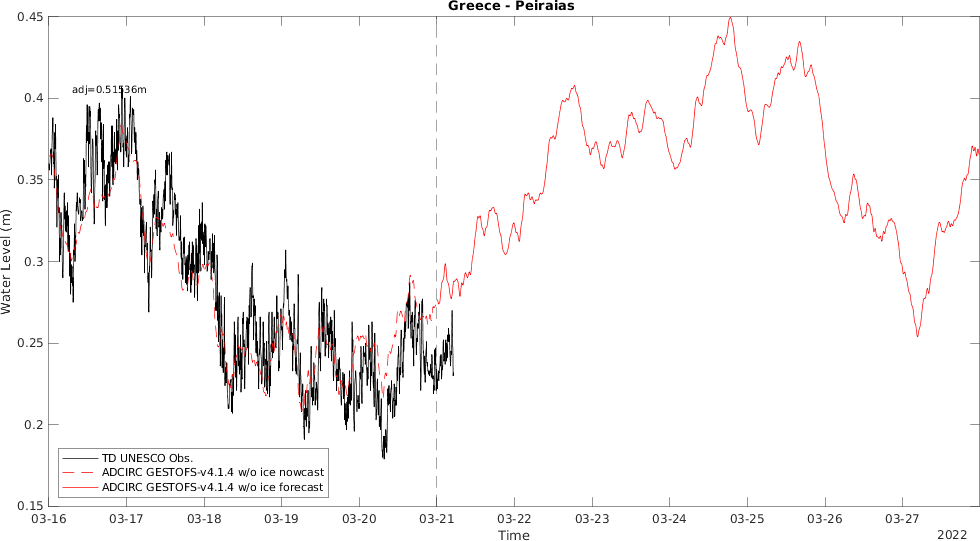 Greece - Peiraias
0.45
0.4
0.35
0.3
0.25
0.2
0.15
Water Level (m)
adj=0.51536m
TD UNESCO Obs.
ADCIRC GESTOFS-v4.1.4 w/o ice nowcast
ADCIRC GESTOFS-v4.1.4 w/o ice forecast
03-16 03-17 03-18 03-19 03-20 03-21 03-22 03-23 03-24 03-25 03-26 03-27
Time
2022